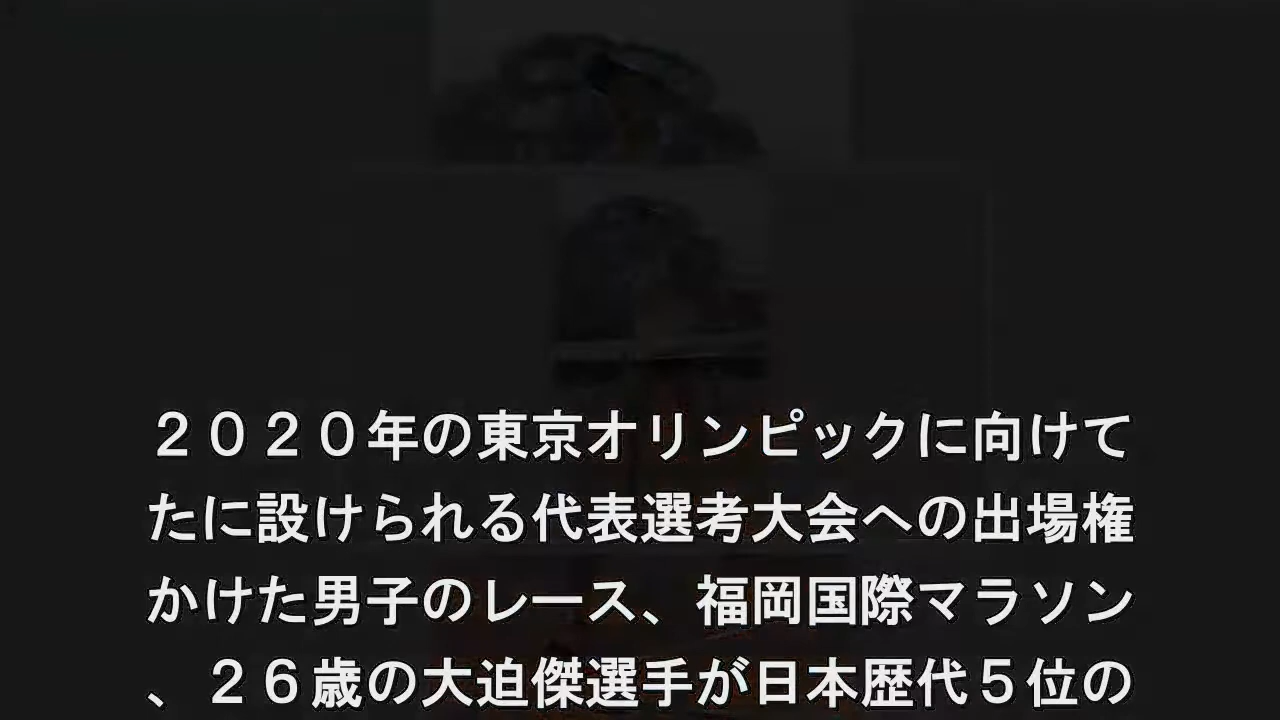 ２０２０年の東京オリンピックに向けて
たに設けられる代表選考大会への出場権
かけた男子のレース、福岡国際マラソン
、２６歳の大迫傑選手が日本歴代５位の